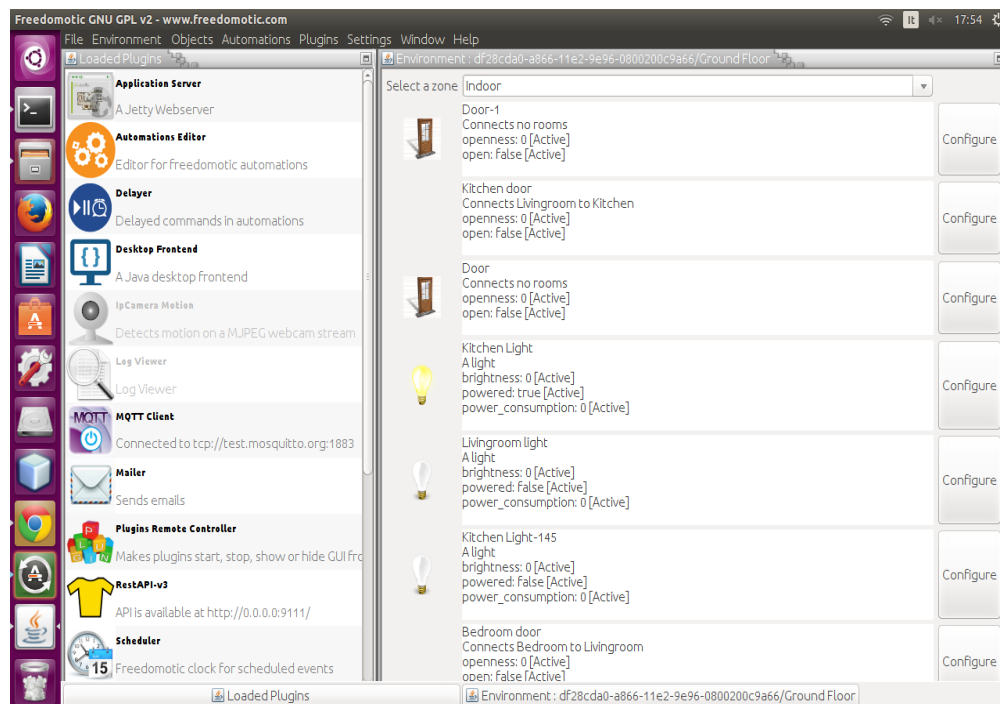 Freedomotic GNU GPL v2 - www.freedomotic.com
It
17:54
File Environment Objects Automations Plugins Settings Window Help
Loaded Plugins
Application Server
A Jetty Webserver
Automations Editor
Editor for freedomotic automations
Delayer
Delayed commands in automations
Desktop Frontend
A Java desktop frontend
IpCamera Motion
Detects motion on a MJPEG webcam stream
Log Viewer
Log Viewer
MQTT
MQTT Client
Connected to tcp://test.mosquitto.org:1883
Mailer
Sends emails
Plugins Remote Controller
Makes plugins start, stop, show or hide GUI fro
RestAPI-v3
API is available at http://0.0.0.0:9111/
15
Scheduler
Freedomotic clock for scheduled events
Environment : df28cda0-a866-11e2-9e96-0800200c9a66/Ground Floor
Select a zone Indoor
Door-1
Connects no rooms
openness: 0 [Active]
open: false [Active]
Configure
Kitchen door
Connects Livingroom to Kitchen
openness: 0 [Active]
open: false [Active]
Configure
Door
Connects no rooms
openness: 0 [Active]
open: false [Active]
Configure
Kitchen Light
A light
brightness: 0 [Active]
powered: true [Active]
power_consumption: 0 [Active]
Configure
Livingroom light
A light
brightness: 0 [Active]
powered: false [Active]
power_consumption: 0 [Active]
Configure
Kitchen Light-145
A light
brightness: 0 [Active]
powered: false [Active]
power_consumption: 0 [Active]
Configure
Bedroom door
Connects Bedroom to Livingroom
openness: 0 [Active]
open: false [Active]
Configure
Loaded Plugins
Environment : df28cda0-a866-11e2-9e96-0800200c9a66/Ground Floor